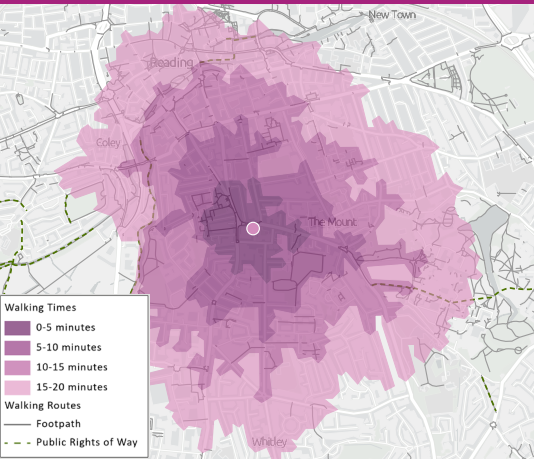 New Town
Reading
Coley
The Mount
Walking Times
0-5 minutes
5-10 minutes
10-15 minutes
15-20 minutes
Walking Routes
Footpath
Public Rights of Way
Whitley